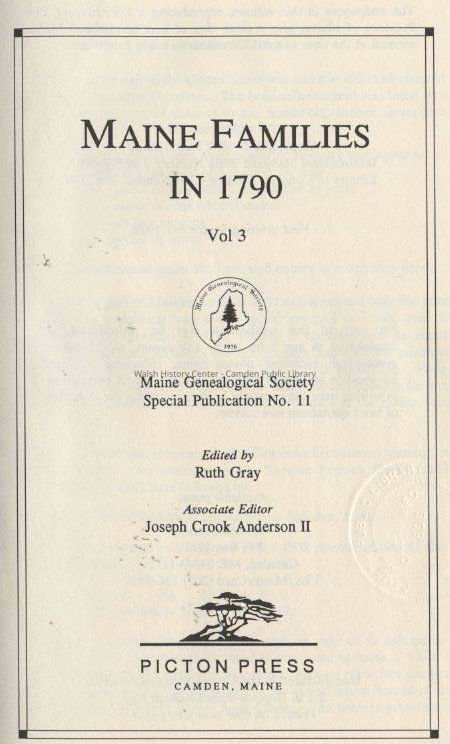 MAINE FAMILIES
IN 1790
Vol 3
Maine Genealogical Society
1976
Walsh History Center - Camden Public Library
Maine Genealogical Society
Special Publication No. 11
Edited by
Ruth Gray
Associate Editor
Joseph Crook Anderson II
PICTON PRESS
CAMDEN, MAINE